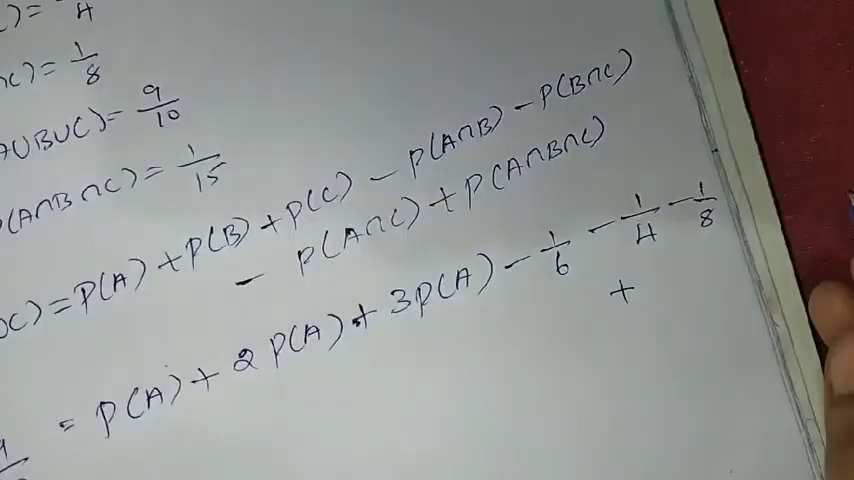 C) = 1/4
∩C) = 1/8
A∪B∪C) = 9/10
P(A∩B∩C) = 1/15
∪C) = P(A) + P(B) + P(C) - P(A∩B) - P(B∩C)
- P(A∩C) + P(A∩B∩C)
= P(A) + 2P(A) + 3P(A) - 1/6 - 1/4 - 1/8
+